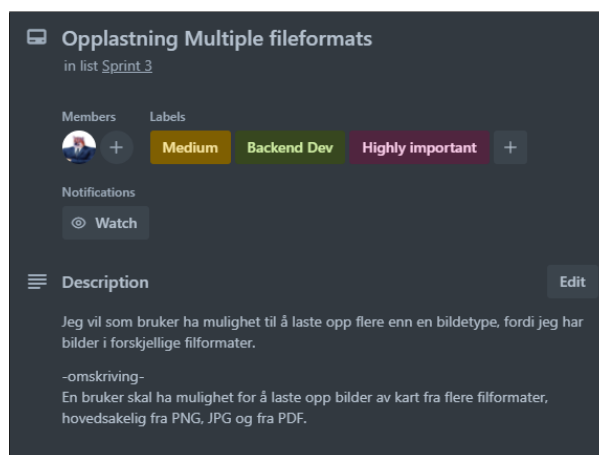 Opplastning Multiple fileformats
in list Sprint 3
Members Labels
+ Medium Backend Dev Highly important +
Notifications
Watch
Description Edit
Jeg vil som bruker ha mulighet til å laste opp flere enn en bildetype, fordi jeg har
bilder i forskjellige filformater.
-omskriving-
En bruker skal ha mulighet for å laste opp bilder av kart fra flere filformater,
hovedsakelig fra PNG, JPG og fra PDF.